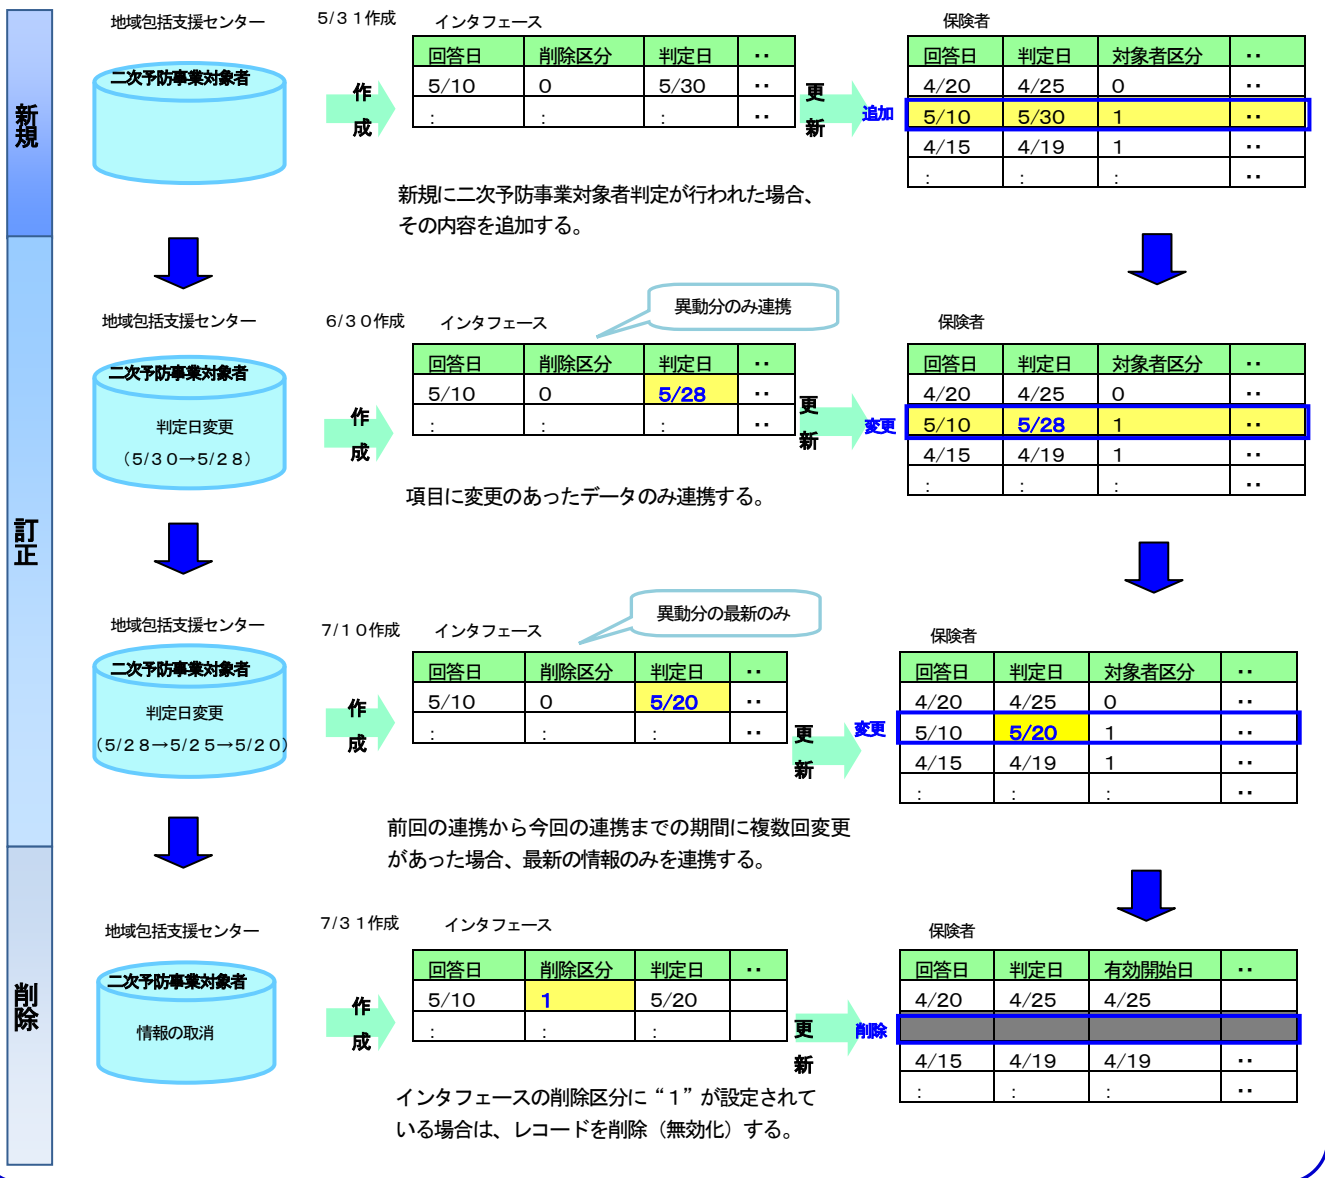 新規
地域包括支援センター
二次予防事業対象者
作成
5/31作成
インタフェース
回答日 削除区分 判定日 ‥
5/10 0 5/30 ‥
: : : ‥
更新
追加
保険者
回答日 判定日 対象者区分 ‥
4/20 4/25 0 ‥
5/10 5/30 1 ‥
4/15 4/19 1 ‥
: : : ‥
新規に二次予防事業対象者判定が行われた場合、
その内容を追加する。
訂正
地域包括支援センター
二次予防事業対象者
判定日変更
（5/30→5/28）
作成
6/30作成
インタフェース
異動分のみ連携
回答日 削除区分 判定日 ‥
5/10 0 5/28 ‥
: : : ‥
更新
変更
保険者
回答日 判定日 対象者区分 ‥
4/20 4/25 0 ‥
5/10 5/28 1 ‥
4/15 4/19 1 ‥
: : : ‥
項目に変更のあったデータのみ連携する。
地域包括支援センター
二次予防事業対象者
判定日変更
（5/28→5/25→5/20）
作成
7/10作成
インタフェース
異動分の最新のみ
回答日 削除区分 判定日 ‥
5/10 0 5/20 ‥
: : : ‥
更新
変更
保険者
回答日 判定日 対象者区分 ‥
4/20 4/25 0 ‥
5/10 5/20 1 ‥
4/15 4/19 1 ‥
: : : ‥
前回の連携から今回の連携までの期間に複数回変更
があった場合、最新の情報のみを連携する。
削除
地域包括支援センター
二次予防事業対象者
情報の取消
作成
7/31作成
インタフェース
回答日 削除区分 判定日 ‥
5/10 1 5/20
: : :
更新
削除
保険者
回答日 判定日 有効開始日 ‥
4/20 4/25 4/25
4/15 4/19 4/19 ‥
: : : ‥
インタフェースの削除区分に“1”が設定されて
いる場合は、レコードを削除（無効化）する。